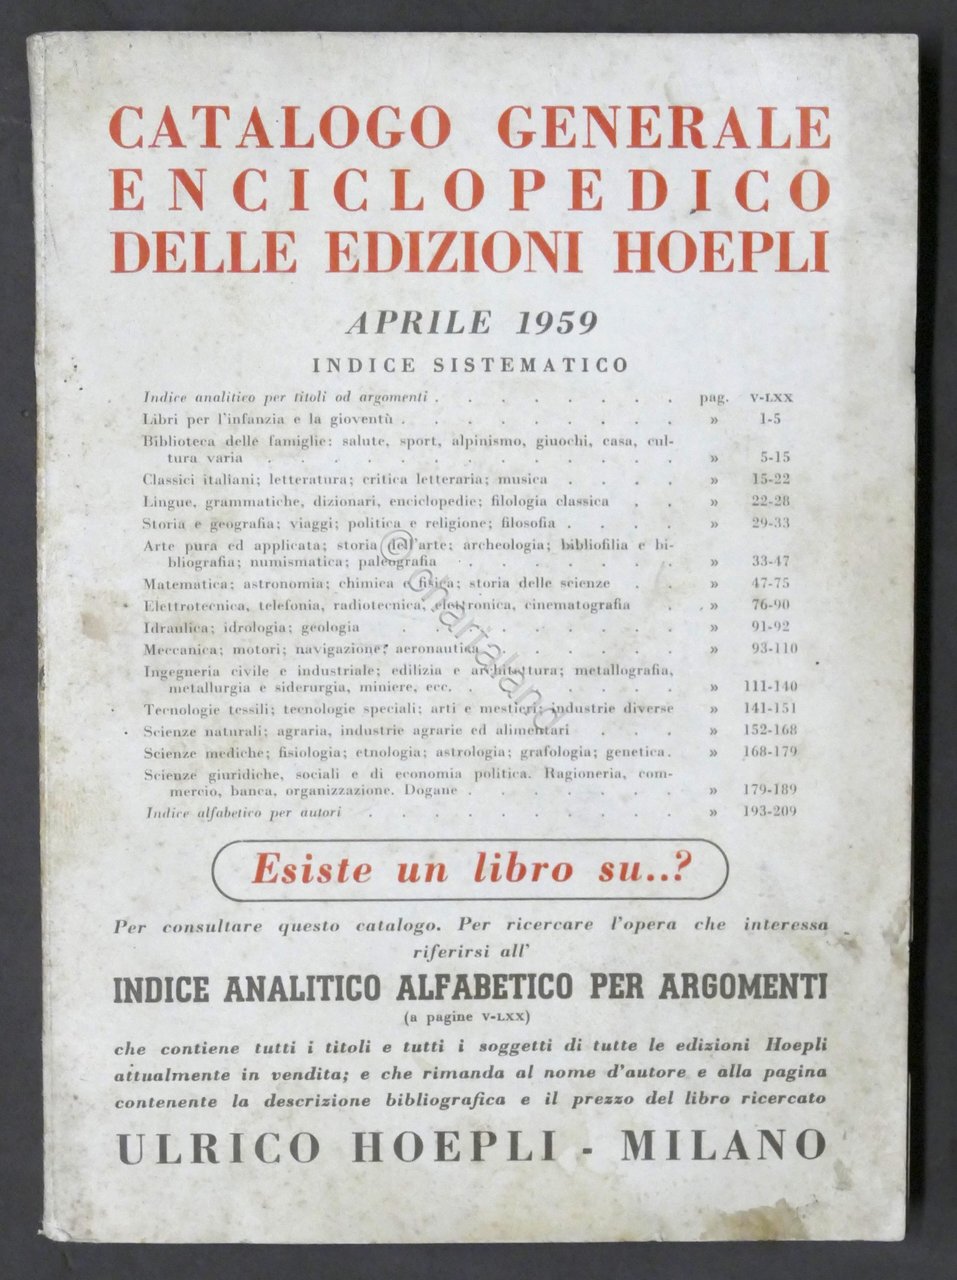 CATALOGO GENERALE
ENCICLOPEDICO
DELLE EDIZIONI HOEPLI
APRILE 1959
INDICE SISTEMATICO
Indice analitico per titoli od argomenti . . . . . . . pag. V-LXX
Libri per l'infanzia e la gioventù . . . . . . . . . » 1-5
Biblioteca delle famiglie: salute, sport, alpinismo, giuochi, casa, cul-
tura varia . . . . . . . . . . . . » 5-15
Classici italiani; letteratura; critica letteraria; musica . . . . » 15-22
Lingue, grammatiche, dizionari, enciclopedie; filologia classica . . » 22-28
Storia e geografia; viaggi; politica e religione; filosofia . . . . » 29-33
Arte pura ed applicata; storia dell'arte; archeologia; bibliofilia e bi-
bliografia; numismatica; paleografia . . . . . . . » 33-47
Matematica; astronomia; chimica e fisica; storia delle scienze . . » 47-75
Elettrotecnica, telefonia, radiotecnica, elettronica, cinematografia . » 76-90
Idraulica; idrologia; geologia . . . . . . . . . » 91-92
Meccanica; motori; navigazione; aeronautica . . . . . . » 93-110
Ingegneria civile e industriale; edilizia e architettura; metallografia,
metallurgia e siderurgia, miniere, ecc. . . . . . . . » 111-140
Tecnologie tessili; tecnologie speciali; arti e mestieri; industrie diverse » 141-151
Scienze naturali; agraria, industrie agrarie ed alimentari . . . » 152-168
Scienze mediche; fisiologia; etnologia; astrologia; grafologia; genetica. » 168-179
Scienze giuridiche, sociali e di economia politica. Ragioneria, com-
mercio, banca, organizzazione. Dogane . . . . . . . » 179-189
Indice alfabetico per autori . . . . . . . . . . » 193-209
Esiste un libro su..?
Per consultare questo catalogo. Per ricercare l'opera che interessa
riferirsi all'
INDICE ANALITICO ALFABETICO PER ARGOMENTI
(a pagine V-LXX)
che contiene tutti i titoli e tutti i soggetti di tutte le edizioni Hoepli
attualmente in vendita; e che rimanda al nome d'autore e alla pagina
contenente la descrizione bibliografica e il prezzo del libro ricercato
ULRICO HOEPLI - MILANO
© chartaland